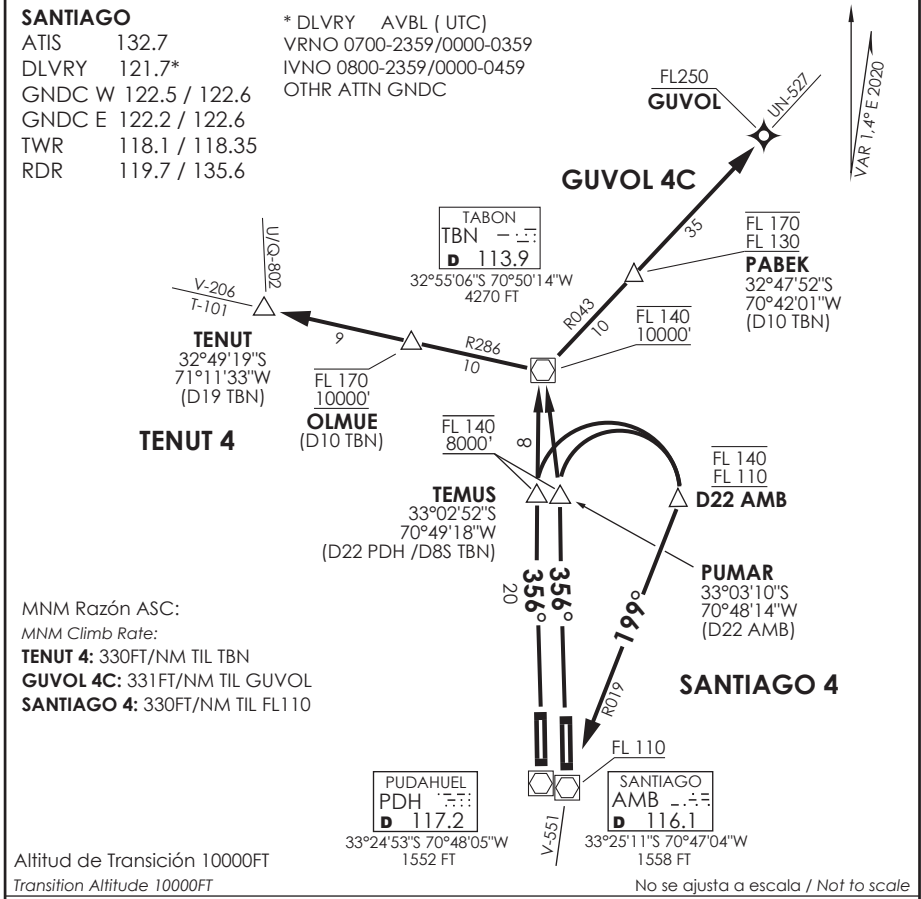 SANTIAGO
ATIS 132.7
DLVRY 121.7*
GNDC W 122.5 / 122.6
GNDC E 122.2 / 122.6
TWR 118.1 / 118.35
RDR 119.7 / 135.6
* DLVRY AVBL ( UTC)
VRNO 0700-2359/0000-0359
IVNO 0800-2359/0000-0459
OTHR ATTN GNDC
FL250
GUVOL
UN-527
VAR 1,4° E 2020
GUVOL 4C
35
TABON
TBN
D 113.9
32°55'06"S 70°50'14"W
4270 FT
FL 170
FL 130
PABEK
32°47'52"S
70°42'01"W
(D10 TBN)
R043
10
FL 140
10000'
U/Q-802
V-206
T-101
TENUT
32°49'19"S
71°11'33"W
(D19 TBN)
9
R286
10
FL 170
10000'
OLMUE
(D10 TBN)
TENUT 4
FL 140
8000'
8
TEMUS
33°02'52"S
70°49'18"W
(D22 PDH /D8S TBN)
FL 140
FL 110
D22 AMB
PUMAR
33°03'10"S
70°48'14"W
(D22 AMB)
356°
20
356°
199°
R019
SANTIAGO 4
MNM Razón ASC:
MNM Climb Rate:
TENUT 4: 330FT/NM TIL TBN
GUVOL 4C: 331FT/NM TIL GUVOL
SANTIAGO 4: 330FT/NM TIL FL110
FL 110
PUDAHUEL
PDH
D 117.2
33°24'53"S 70°48'05"W
1552 FT
V-551
SANTIAGO
AMB
D 116.1
33°25'11"S 70°47'04"W
1558 FT
Altitud de Transición 10000FT
Transition Altitude 10000FT
No se ajusta a escala / Not to scale